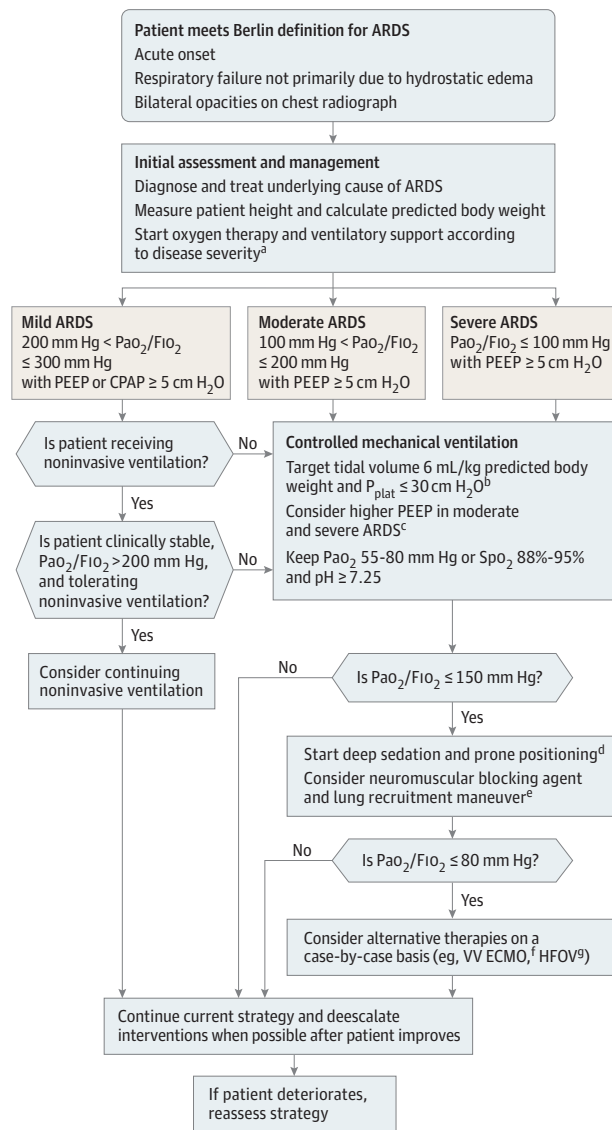 Patient meets Berlin definition for ARDS
Acute onset
Respiratory failure not primarily due to hydrostatic edema
Bilateral opacities on chest radiograph
Initial assessment and management
Diagnose and treat underlying cause of ARDS
Measure patient height and calculate predicted body weight
Start oxygen therapy and ventilatory support according
to disease severityᵃ
Mild ARDS
200 mm Hg < Pao₂/Fio₂
≤ 300 mm Hg
with PEEP or CPAP ≥ 5 cm H₂O
Moderate ARDS
100 mm Hg < Pao₂/Fio₂
≤ 200 mm Hg
with PEEP ≥ 5 cm H₂O
Severe ARDS
Pao₂/Fio₂ ≤ 100 mm Hg
with PEEP ≥ 5 cm H₂O
Is patient receiving
noninvasive ventilation?
No
Yes
Controlled mechanical ventilation
Target tidal volume 6 mL/kg predicted body
weight and Pplat ≤ 30 cm H₂Oᵇ
Consider higher PEEP in moderate
and severe ARDSᶜ
Keep Pao₂ 55-80 mm Hg or Spo₂ 88%-95%
and pH ≥ 7.25
Is patient clinically stable,
Pao₂/Fio₂ >200 mm Hg,
and tolerating
noninvasive ventilation?
No
Yes
Consider continuing
noninvasive ventilation
Is Pao₂/Fio₂ ≤ 150 mm Hg?
No
Yes
Start deep sedation and prone positioningᵈ
Consider neuromuscular blocking agent
and lung recruitment maneuverᵉ
Is Pao₂/Fio₂ ≤ 80 mm Hg?
No
Yes
Consider alternative therapies on a
case-by-case basis (eg, VV ECMO,ᶠ HFOVᵍ)
Continue current strategy and deescalate
interventions when possible after patient improves
If patient deteriorates,
reassess strategy